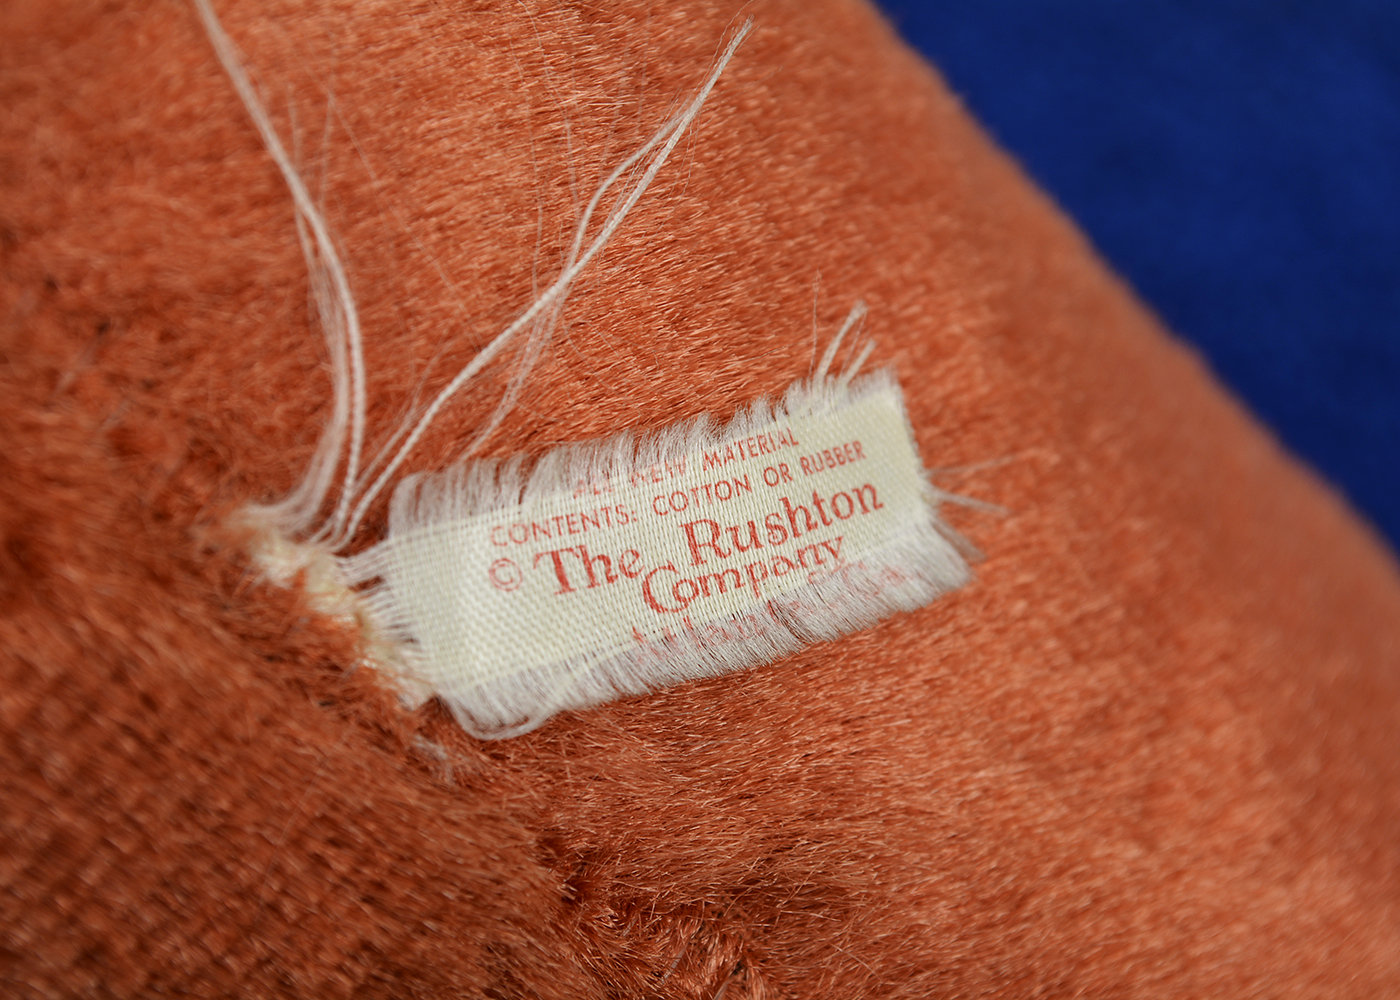 ALL NEW MATERIAL
CONTENTS: COTTON OR RUBBER
© The Rushton
Company